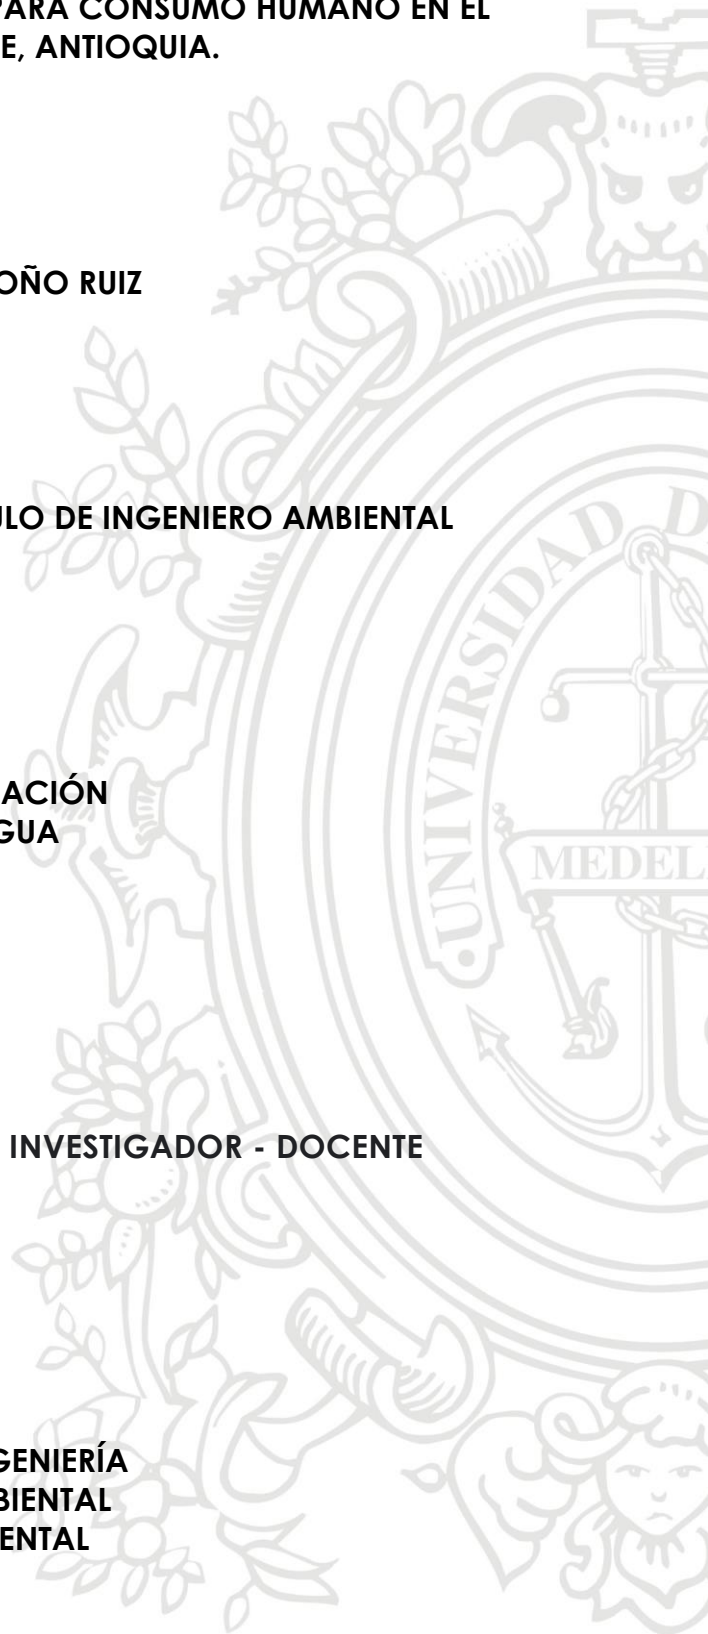 PARA CONSUMO HUMANO EN EL
E, ANTIOQUIA.
OÑO RUIZ
ULO DE INGENIERO AMBIENTAL
ACIÓN
GUA
INVESTIGADOR - DOCENTE
GENIERÍA
BIENTAL
ENTAL
UNIVERSIDAD D
MEDEL